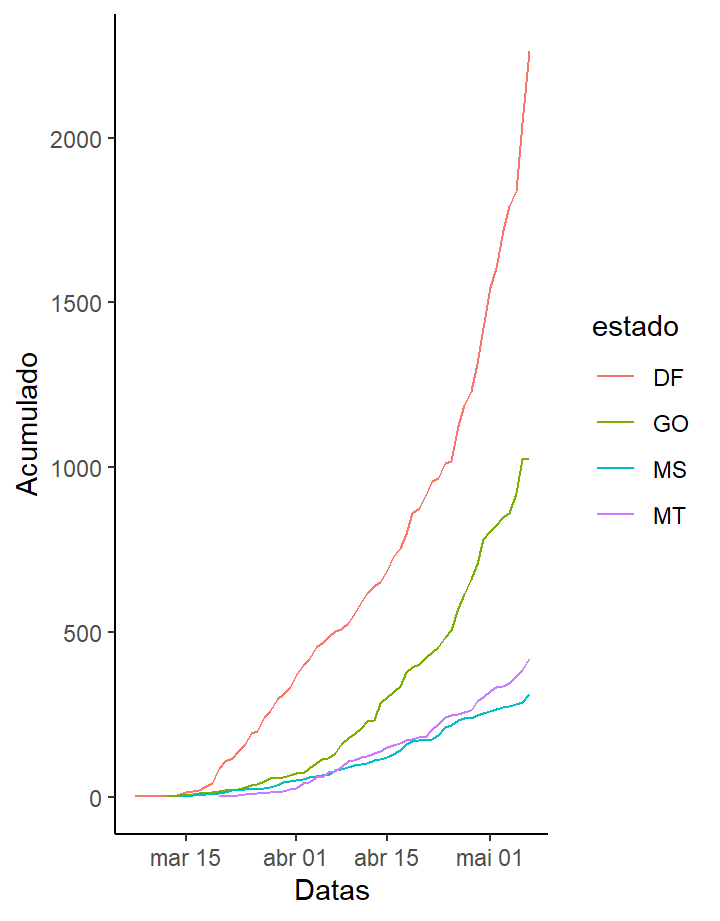 Acumulado
2000
1500
1000
500
0
mar 15
abr 01
abr 15
mai 01
Datas
estado
DF
GO
MS
MT